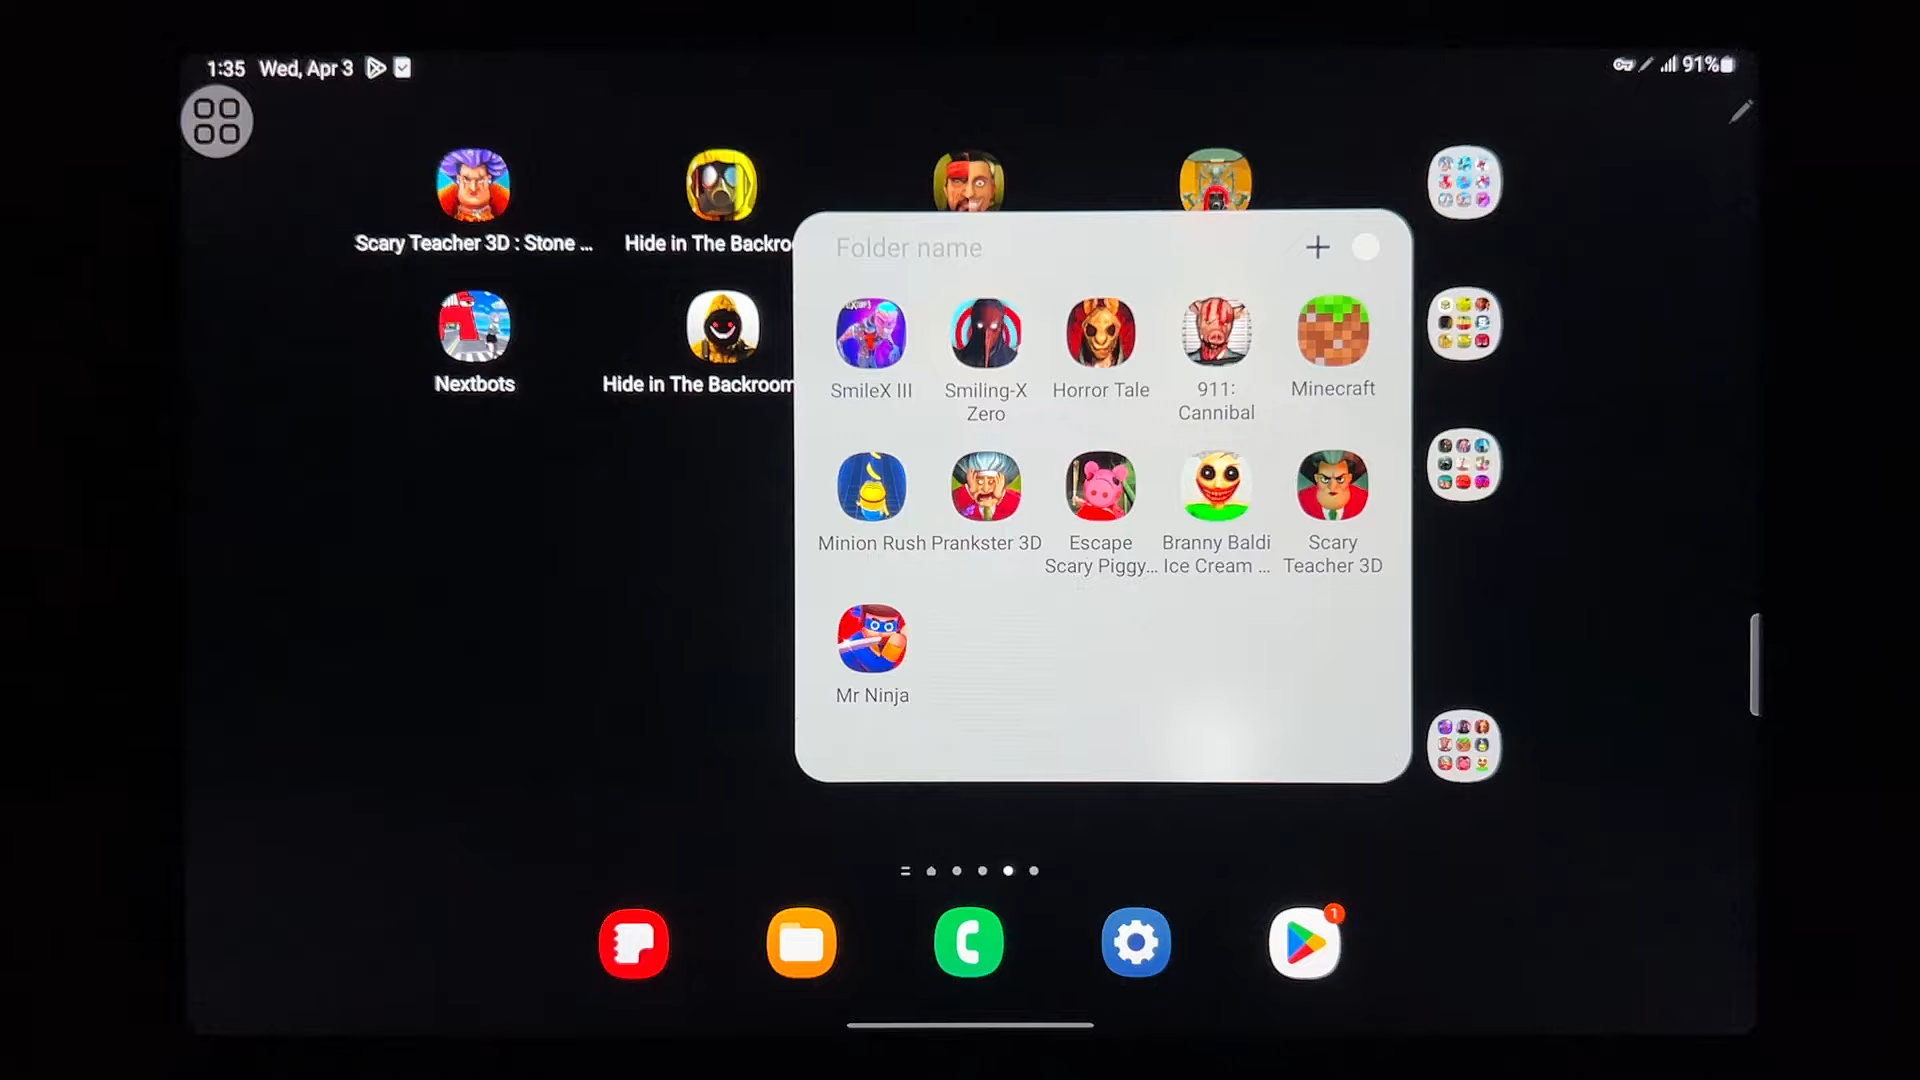 1:35 Wed, Apr 3
91%
Scary Teacher 3D : Stone ...
Hide in The Backro
Nextbots
Hide in The Backroom
Folder name
SmileX III
Smiling-X
Zero
Horror Tale
911:
Cannibal
Minecraft
Minion Rush
Prankster 3D
Escape
Scary Piggy...
Branny Baldi
Ice Cream ...
Scary
Teacher 3D
Mr Ninja
1